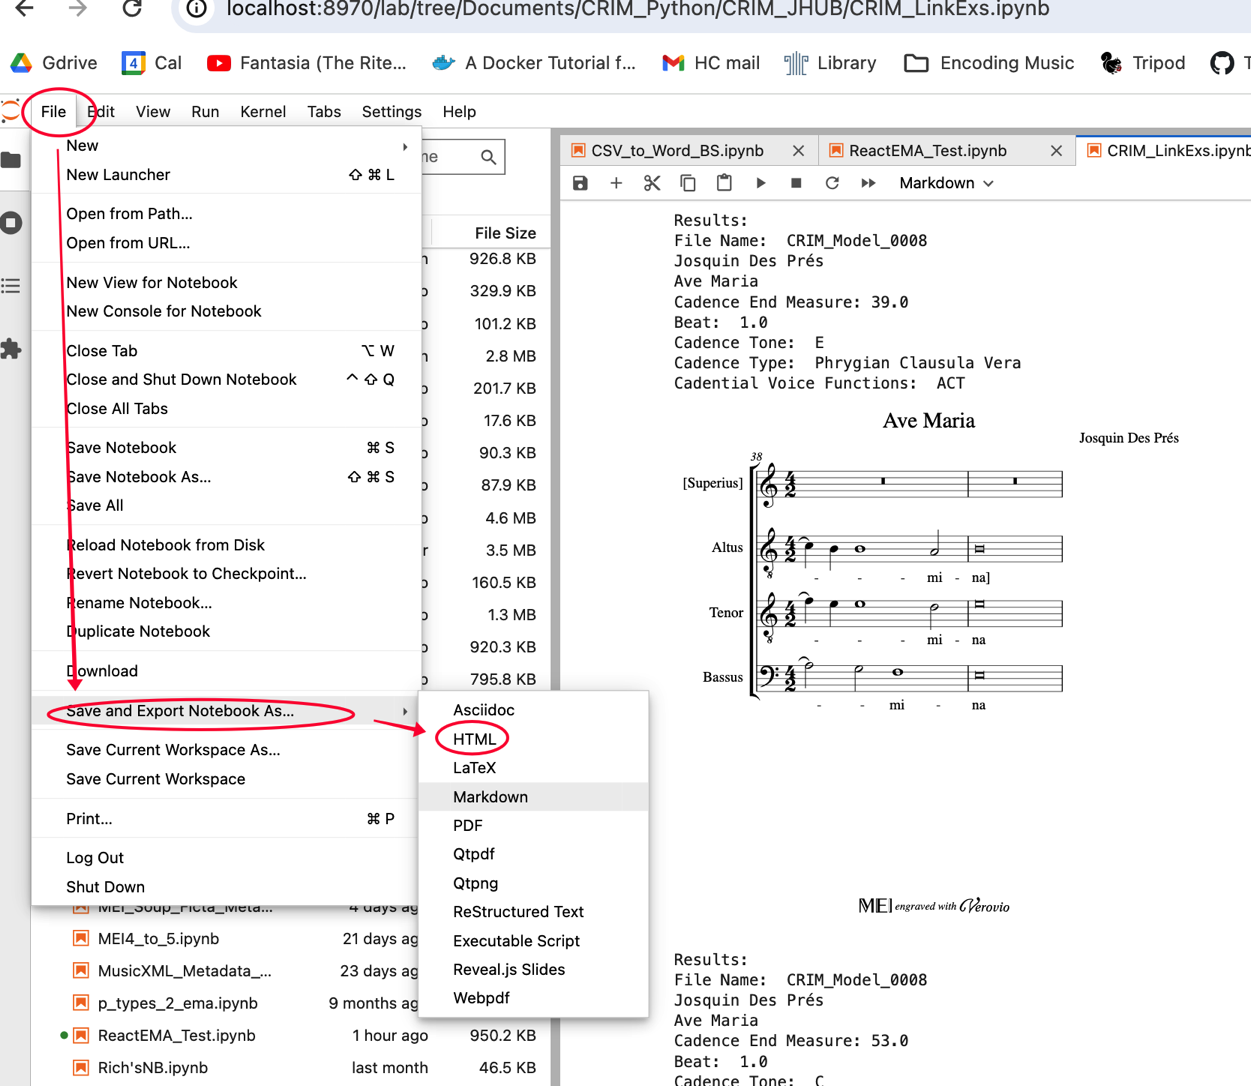 localhost:8970/lab/tree/Documents/CRIM_Python/CRIM_JHUB/CRIM_LinkExs.ipynb
Gdrive
4 Cal
Fantasia (The Rite...
A Docker Tutorial f...
HC mail
Library
Encoding Music
Tripod
File Edit View Run Kernel Tabs Settings Help
New
New Launcher ⇧ ⌘ L
Open from Path...
Open from URL...
New View for Notebook
New Console for Notebook
Close Tab ⌥ W
Close and Shut Down Notebook ^ ⇧ Q
Close All Tabs
Save Notebook ⌘ S
Save Notebook As... ⇧ ⌘ S
Save All
Reload Notebook from Disk
Revert Notebook to Checkpoint...
Rename Notebook...
Duplicate Notebook
Download
Save and Export Notebook As...
Save Current Workspace As...
Save Current Workspace
Print... ⌘ P
Log Out
Shut Down
Asciidoc
HTML
LaTeX
Markdown
PDF
Qtpdf
Qtpng
ReStructured Text
Executable Script
Reveal.js Slides
Webpdf
File Size
926.8 KB
329.9 KB
101.2 KB
2.8 MB
201.7 KB
17.6 KB
90.3 KB
87.9 KB
4.6 MB
3.5 MB
160.5 KB
1.3 MB
920.3 KB
795.8 KB
MEI_Soup_Ficta_Meta... 4 days ag
MEI4_to_5.ipynb 21 days ag
MusicXML_Metadata_... 23 days ag
p_types_2_ema.ipynb 9 months ag
ReactEMA_Test.ipynb 1 hour ago 950.2 KB
Rich'sNB.ipynb last month 46.5 KB
CSV_to_Word_BS.ipynb
ReactEMA_Test.ipynb
CRIM_LinkExs.ipynb
Markdown
Results:
File Name: CRIM_Model_0008
Josquin Des Prés
Ave Maria
Cadence End Measure: 39.0
Beat: 1.0
Cadence Tone: E
Cadence Type: Phrygian Clausula Vera
Cadential Voice Functions: ACT
Ave Maria
Josquin Des Prés
38
[Superius]
Altus
- - - mi - na]
Tenor
- - - mi - na
Bassus
- - mi - na
MEI engraved with Verovio
Results:
File Name: CRIM_Model_0008
Josquin Des Prés
Ave Maria
Cadence End Measure: 53.0
Beat: 1.0
Cadence Tone: C